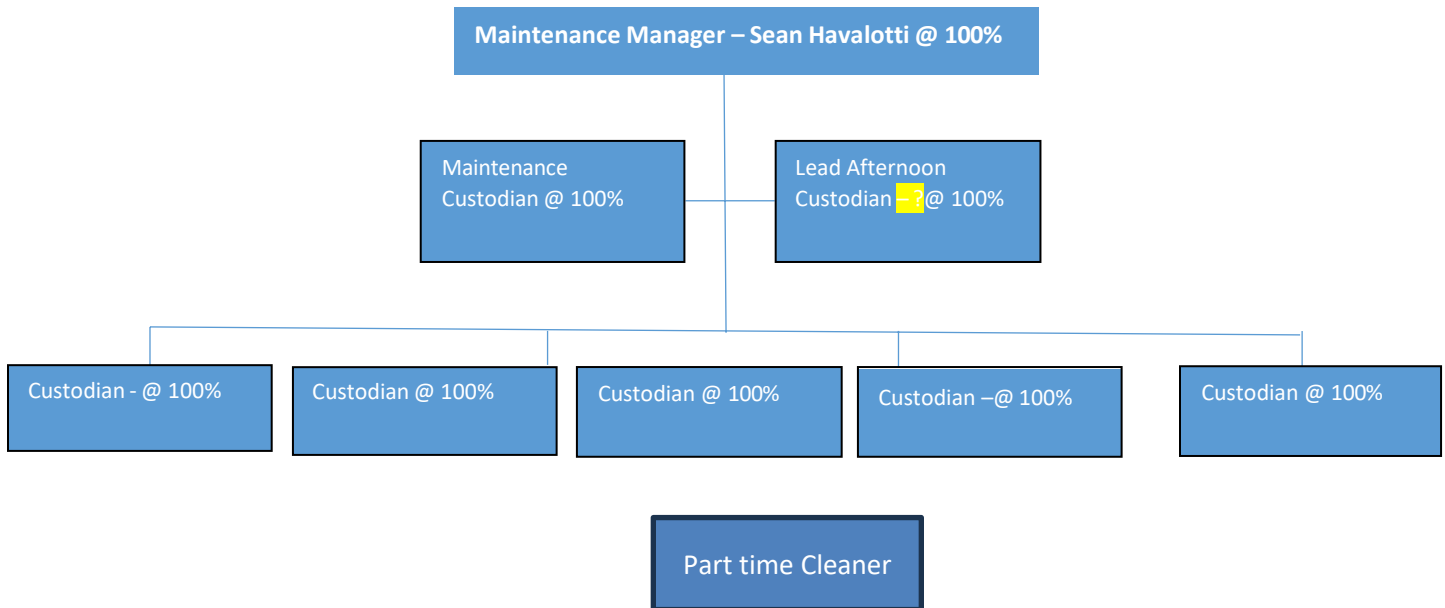 Maintenance Manager – Sean Havalotti @ 100%
Maintenance
Custodian @ 100%
Lead Afternoon
Custodian – ?@ 100%
Custodian - @ 100%
Custodian @ 100%
Custodian @ 100%
Custodian –@ 100%
Custodian @ 100%
Part time Cleaner